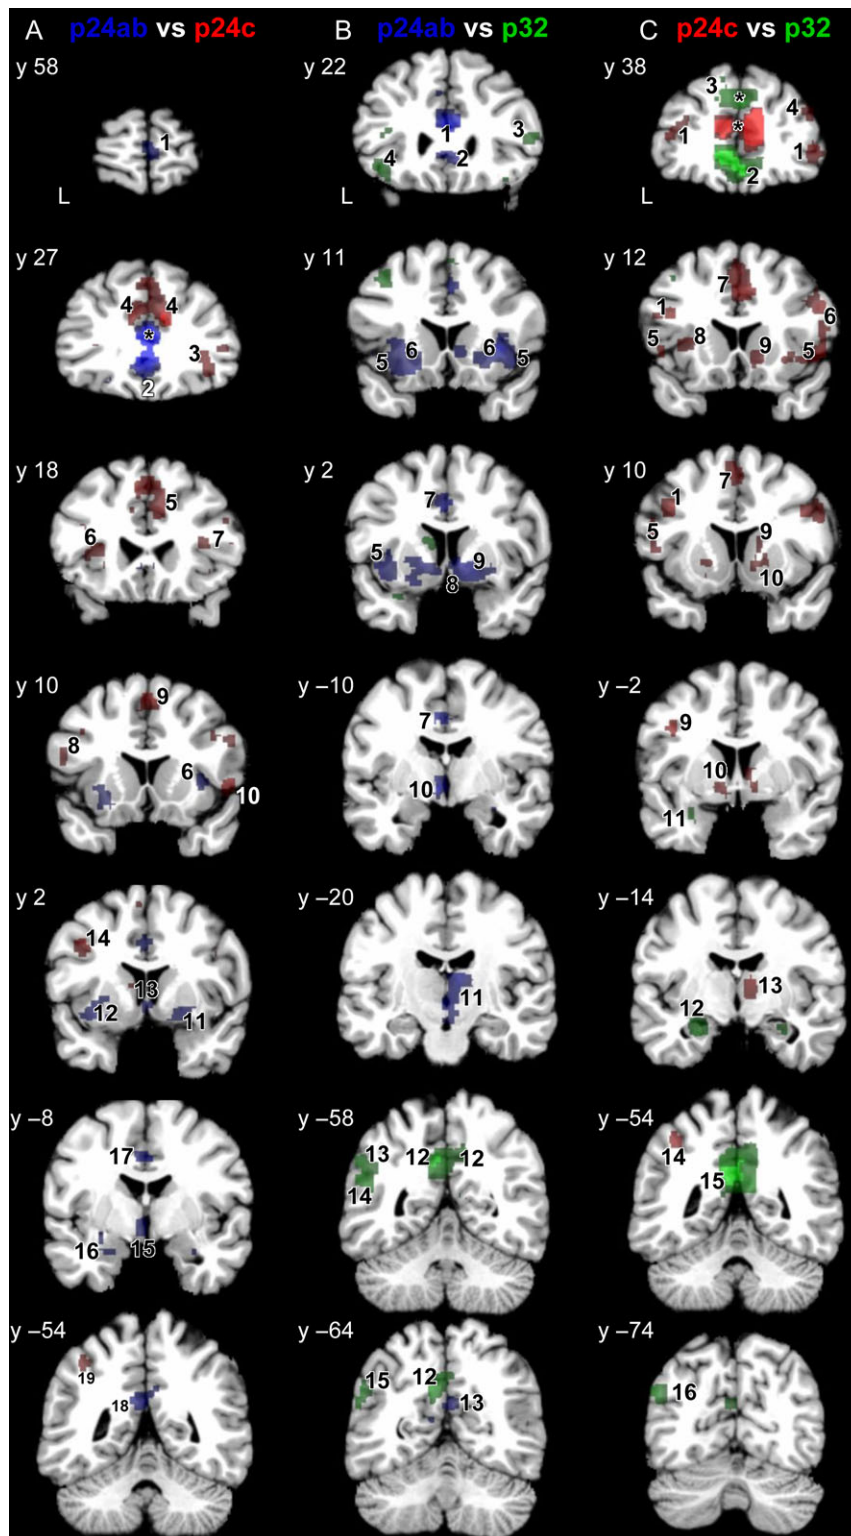 A p24ab vs p24c
B p24ab vs p32
C p24c vs p32
y 58
1
L
y 27
4 4
*
3
2
y 18
5
6
7
y 10
9
8
6
10
y 2
14
13
12
11
y –8
17
16
15
y –54
19
18
y 22
1
3
4
2
L
y 11
6 6
5 5
y 2
7
5
9
8
y –10
7
10
y –20
11
y –58
13
12 12
14
y –64
12
15
13
y 38
3
*
4
*
1
1
2
L
y 12
7
1
6
5
8
9
5
y 10
7
1
5
9
10
y –2
9
10
11
y –14
13
12
y –54
14
15
y –74
16